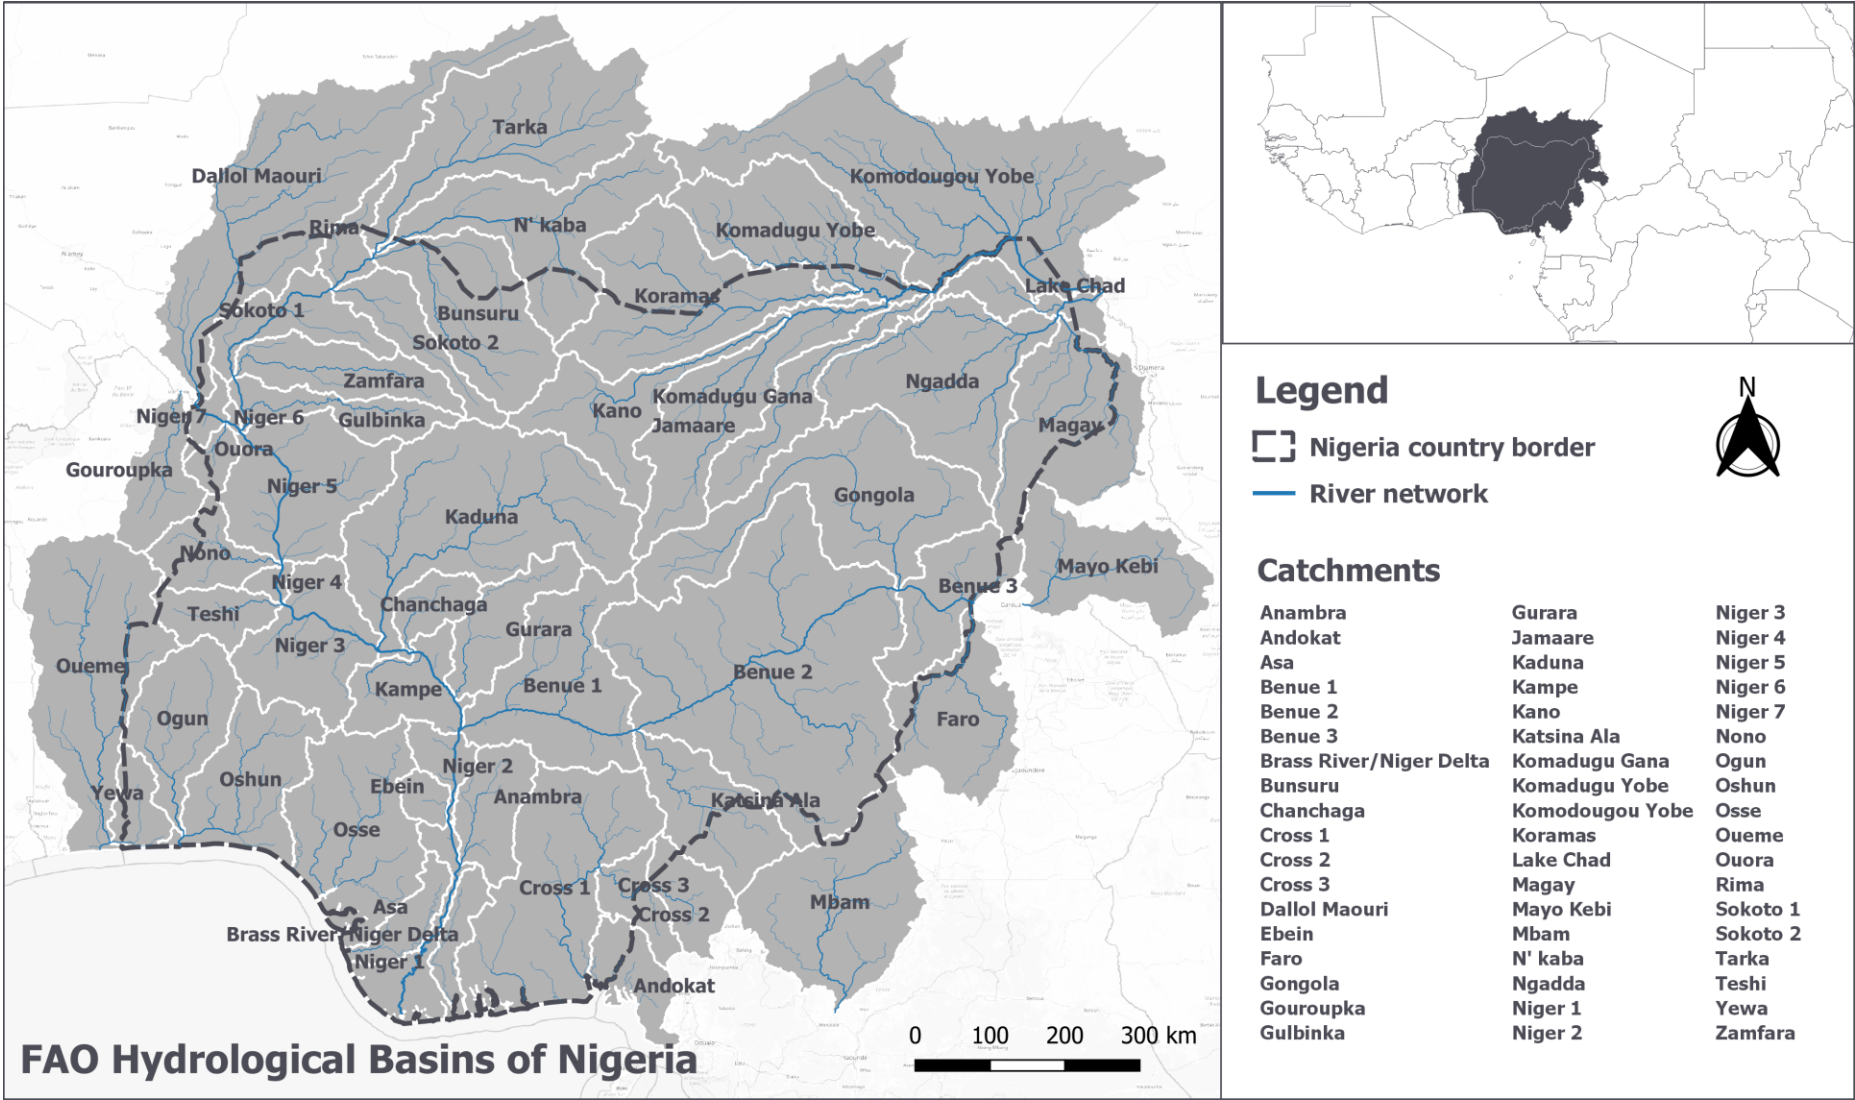 Tarka
Dallol Maouri
Komodougou Yobe
Rima
N' kaba
Komadugu Yobe
Lake Chad
Koramas
Sokoto 1
Bunsuru
Sokoto 2
Zamfara
Ngadda
Komadugu Gana
Kano
Niger 7
Niger 6
Gulbinka
Jamaare
Magay
Ouora
Gouroupka
Niger 5
Gongola
Kaduna
Nono
Mayo Kebi
Niger 4
Benue 3
Chanchaga
Teshi
Gurara
Niger 3
Oueme
Benue 2
Kampe
Benue 1
Ogun
Faro
Niger 2
Oshun
Ebein
Yewa
Anambra
Katsina Ala
Osse
Cross 1
Cross 3
Mbam
Asa
Cross 2
Brass River/Niger Delta
Niger 1
Andokat
0 100 200 300 km
FAO Hydrological Basins of Nigeria
Legend
N
Nigeria country border
River network
Catchments
Anambra Gurara Niger 3
Andokat Jamaare Niger 4
Asa Kaduna Niger 5
Benue 1 Kampe Niger 6
Benue 2 Kano Niger 7
Benue 3 Katsina Ala Nono
Brass River/Niger Delta Komadugu Gana Ogun
Bunsuru Komadugu Yobe Oshun
Chanchaga Komodougou Yobe Osse
Cross 1 Koramas Oueme
Cross 2 Lake Chad Ouora
Cross 3 Magay Rima
Dallol Maouri Mayo Kebi Sokoto 1
Ebein Mbam Sokoto 2
Faro N' kaba Tarka
Gongola Ngadda Teshi
Gouroupka Niger 1 Yewa
Gulbinka Niger 2 Zamfara